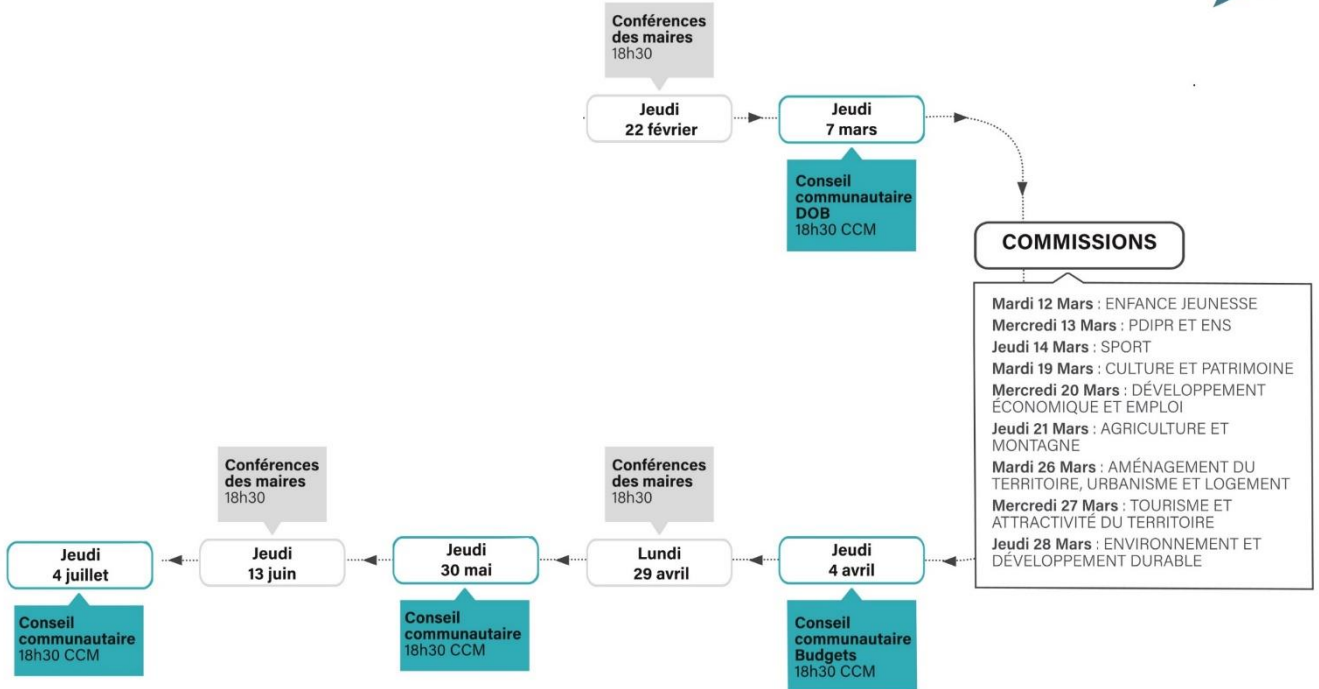 Conférences
des maires
18h30
Jeudi
22 février
Jeudi
7 mars
Conseil
communautaire
DOB
18h30 CCM
COMMISSIONS
Mardi 12 Mars : ENFANCE JEUNESSE
Mercredi 13 Mars : PDIPR ET ENS
Jeudi 14 Mars : SPORT
Mardi 19 Mars : CULTURE ET PATRIMOINE
Mercredi 20 Mars : DÉVELOPPEMENT
ÉCONOMIQUE ET EMPLOI
Jeudi 21 Mars : AGRICULTURE ET
MONTAGNE
Mardi 26 Mars : AMÉNAGEMENT DU
TERRITOIRE, URBANISME ET LOGEMENT
Mercredi 27 Mars : TOURISME ET
ATTRACTIVITÉ DU TERRITOIRE
Jeudi 28 Mars : ENVIRONNEMENT ET
DÉVELOPPEMENT DURABLE
Jeudi
4 avril
Conseil
communautaire
Budgets
18h30 CCM
Conférences
des maires
18h30
Lundi
29 avril
Jeudi
30 mai
Conseil
communautaire
18h30 CCM
Conférences
des maires
18h30
Jeudi
13 juin
Jeudi
4 juillet
Conseil
communautaire
18h30 CCM